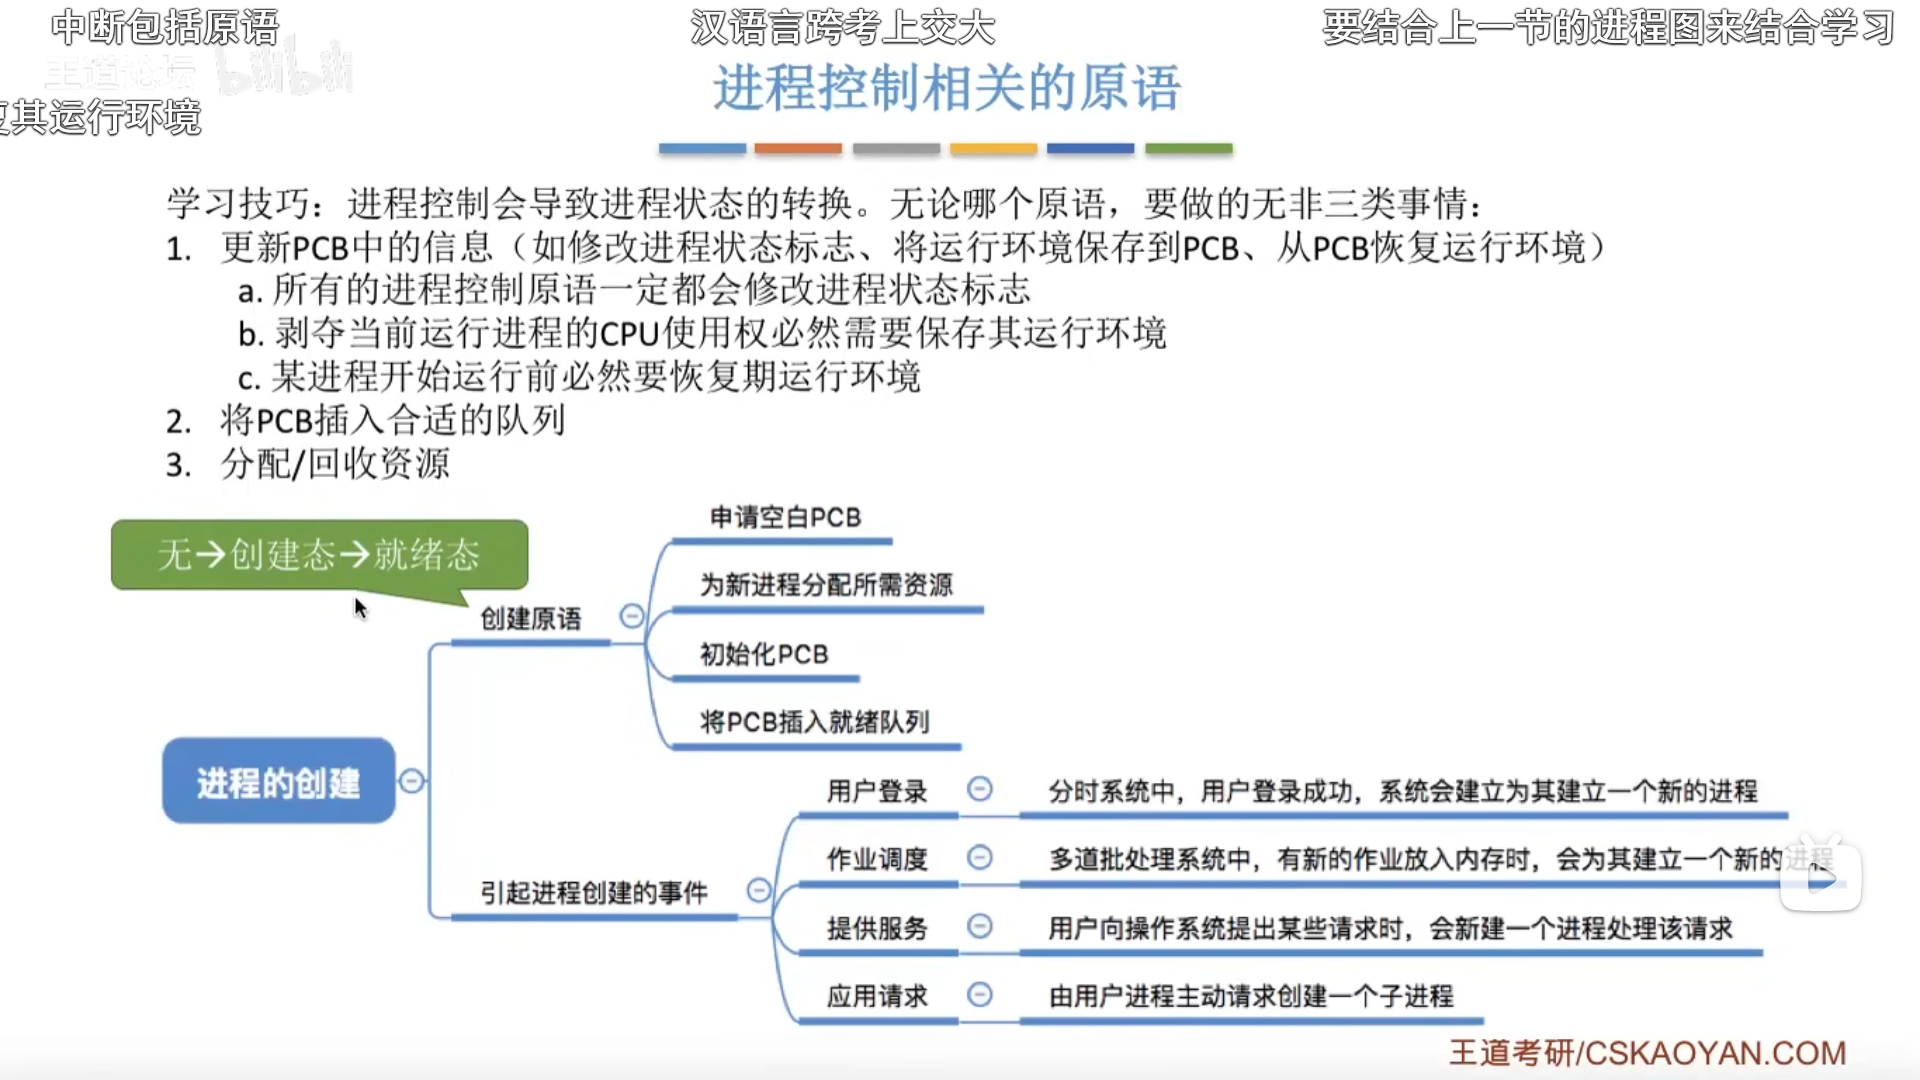 中断包括原语
汉语言跨考上交大
要结合上一节的进程图来结合学习
王道论坛 bilibili
其运行环境
进程控制相关的原语
学习技巧：进程控制会导致进程状态的转换。无论哪个原语，要做的无非三类事情：
1. 更新PCB中的信息（如修改进程状态标志、将运行环境保存到PCB、从PCB恢复运行环境）
a. 所有的进程控制原语一定都会修改进程状态标志
b. 剥夺当前运行进程的CPU使用权必然需要保存其运行环境
c. 某进程开始运行前必然要恢复期运行环境
2. 将PCB插入合适的队列
3. 分配/回收资源
无→创建态→就绪态
创建原语
申请空白PCB
为新进程分配所需资源
初始化PCB
将PCB插入就绪队列
进程的创建
引起进程创建的事件
用户登录
分时系统中，用户登录成功，系统会建立为其建立一个新的进程
作业调度
多道批处理系统中，有新的作业放入内存时，会为其建立一个新的进程
提供服务
用户向操作系统提出某些请求时，会新建一个进程处理该请求
应用请求
由用户进程主动请求创建一个子进程
王道考研/CSKAOYAN.COM